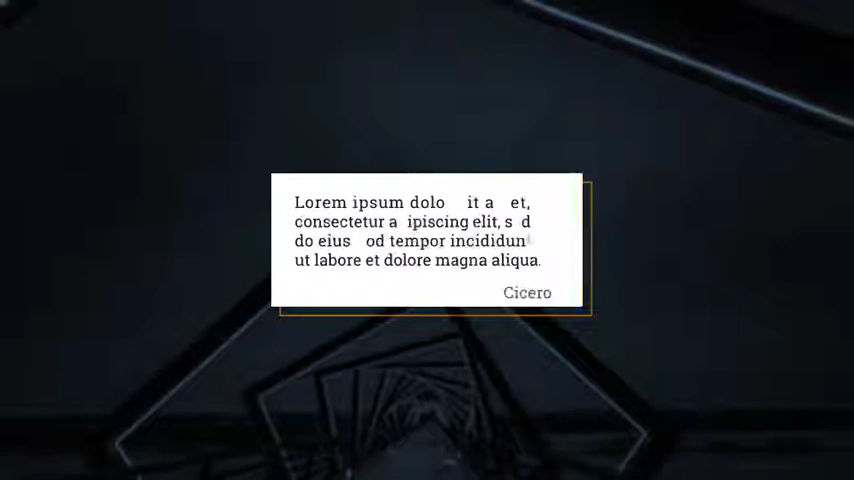 Lorem ipsum dolo it a et,
consectetur a ipiscing elit, s d
do eius od tempor incididun
ut labore et dolore magna aliqua.
Cicero